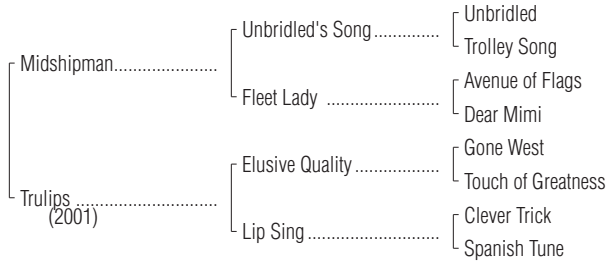 Unbridled
Unbridled's Song..............
Trolley Song
Midshipman......................
Avenue of Flags
Fleet Lady ........................
Dear Mimi
Gone West
Elusive Quality ..................
Touch of Greatness
Trulips ..............................
(2001)
Clever Trick
Lip Sing............................
Spanish Tune